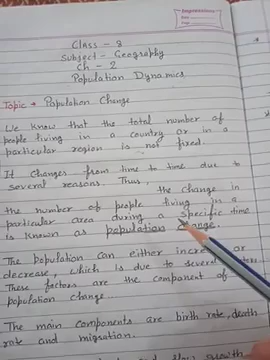 Class - 8
Subject - Geography
Ch - 2
Population Dynamics
Topic → Population Change
We know that the total number of
people living in a country or in a
particular region is not fixed.
It Changes from time to time due to
several reasons. Thus,
the change in
the number of people living in a
particular area during a specific time
is known as population change.
The population can either increase or
decrease, which is due to several
These factors are the component of
population change.
The main components are birth rate, death
rate and migration.